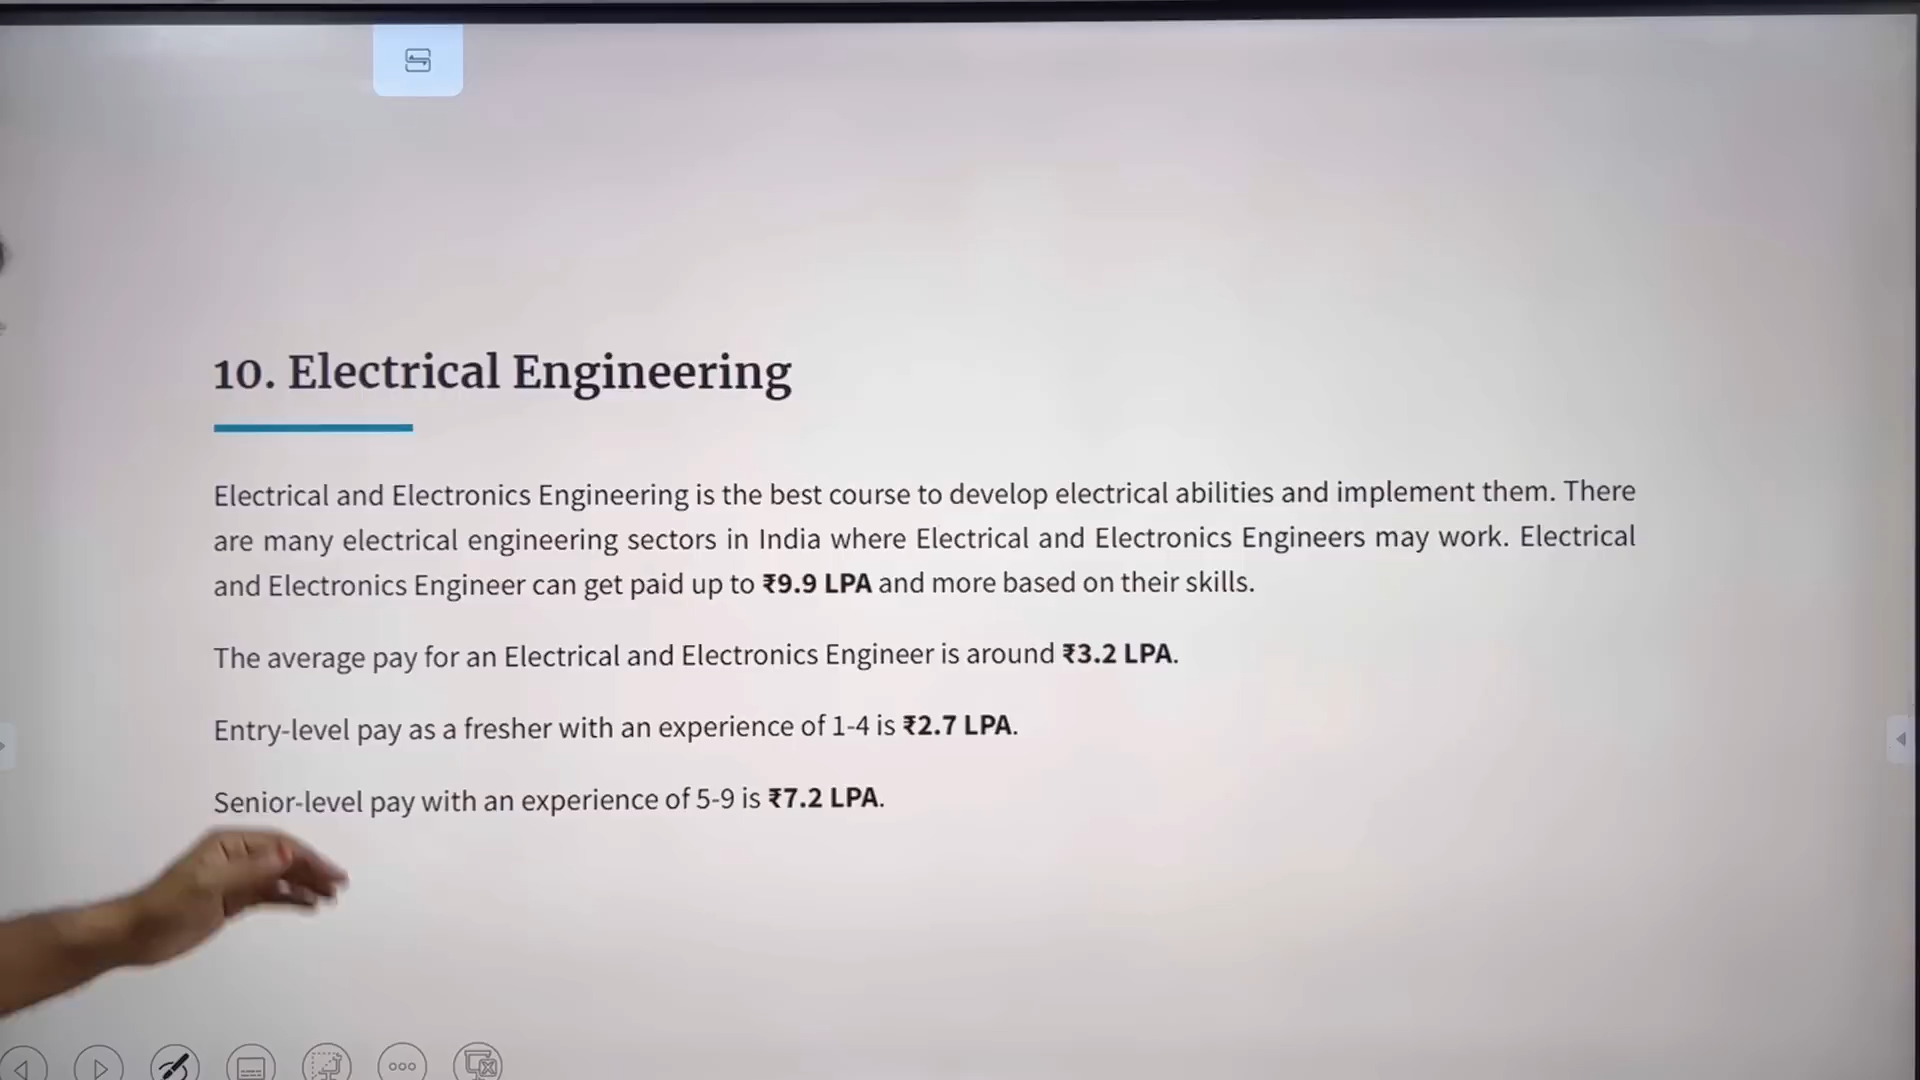 10. Electrical Engineering
Electrical and Electronics Engineering is the best course to develop electrical abilities and implement them. There
are many electrical engineering sectors in India where Electrical and Electronics Engineers may work. Electrical
and Electronics Engineer can get paid up to ₹9.9 LPA and more based on their skills.
The average pay for an Electrical and Electronics Engineer is around ₹3.2 LPA.
Entry-level pay as a fresher with an experience of 1-4 is ₹2.7 LPA.
Senior-level pay with an experience of 5-9 is ₹7.2 LPA.